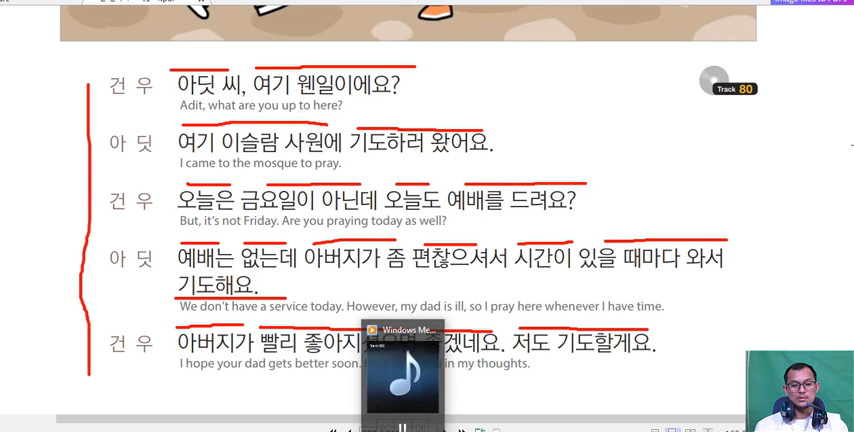 건 우 아딧 씨, 여기 웬일이에요?
Adit, what are you up to here?
Track 80
아 딧 여기 이슬람 사원에 기도하러 왔어요.
I came to the mosque to pray.
건 우 오늘은 금요일이 아닌데 오늘도 예배를 드려요?
But, it's not Friday. Are you praying today as well?
아 딧 예배는 없는데 아버지가 좀 편찮으셔서 시간이 있을 때마다 와서
기도해요.
We don't have a service today. However, my dad is ill, so I pray here whenever I have time.
Windows Me...
건 우 아버지가 빨리 겠네요. 저도 기도할게요.
I hope your dad gets better soon. in my thoughts.